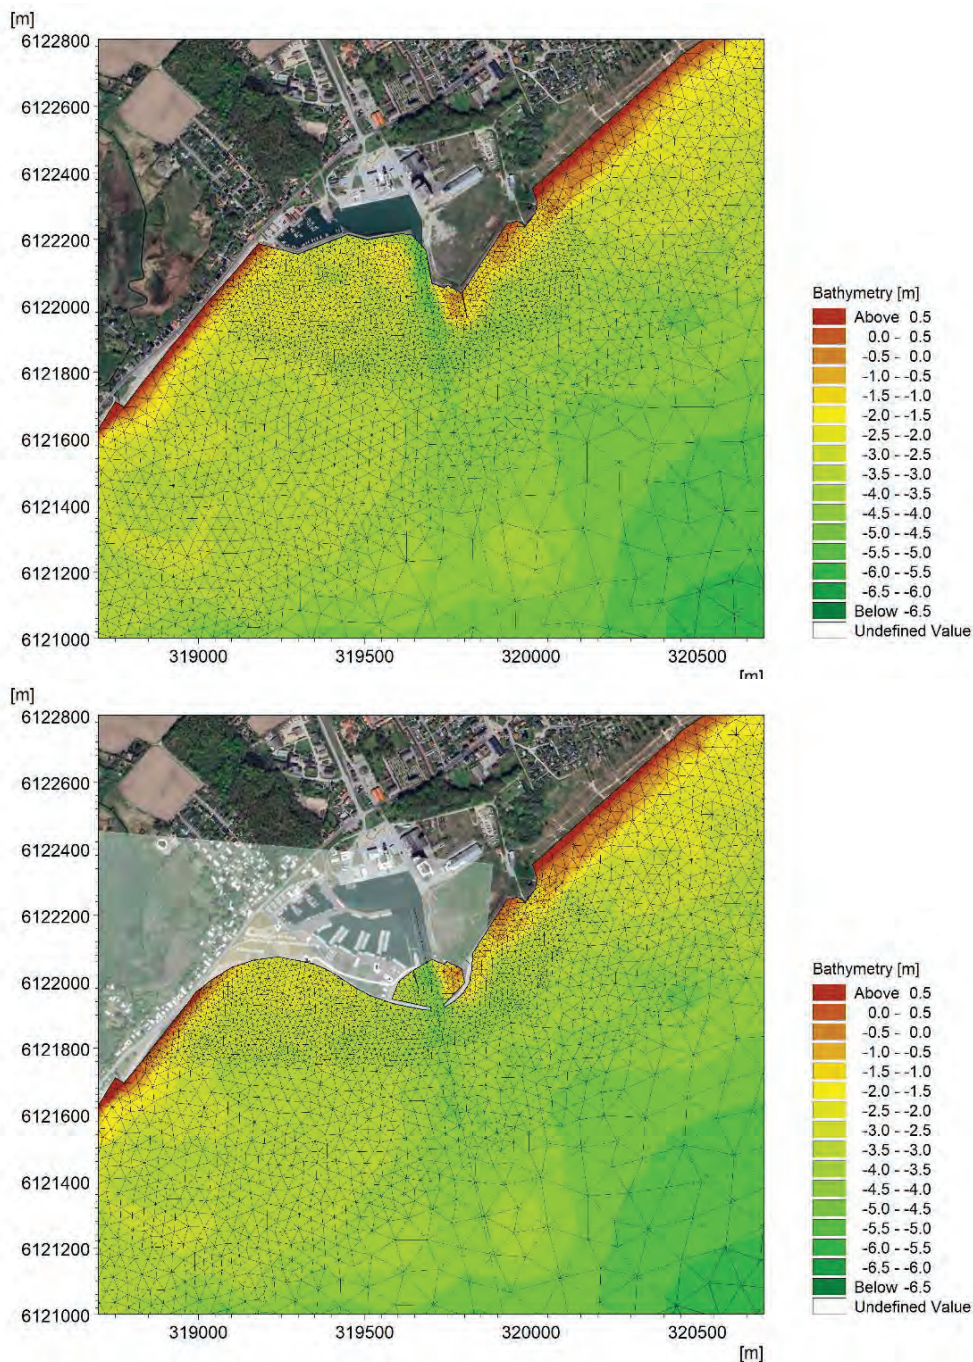 [m]
6122800
6122600
6122400
6122200
6122000
6121800
6121600
6121400
6121200
6121000
319000 319500 320000 320500
[m]
Bathymetry [m]
Above 0.5
0.0 - 0.5
-0.5 - 0.0
-1.0 - -0.5
-1.5 - -1.0
-2.0 - -1.5
-2.5 - -2.0
-3.0 - -2.5
-3.5 - -3.0
-4.0 - -3.5
-4.5 - -4.0
-5.0 - -4.5
-5.5 - -5.0
-6.0 - -5.5
-6.5 - -6.0
Below -6.5
Undefined Value
[m]
6122800
6122600
6122400
6122200
6122000
6121800
6121600
6121400
6121200
6121000
319000 319500 320000 320500
[m]
Bathymetry [m]
Above 0.5
0.0 - 0.5
-0.5 - 0.0
-1.0 - -0.5
-1.5 - -1.0
-2.0 - -1.5
-2.5 - -2.0
-3.0 - -2.5
-3.5 - -3.0
-4.0 - -3.5
-4.5 - -4.0
-5.0 - -4.5
-5.5 - -5.0
-6.0 - -5.5
-6.5 - -6.0
Below -6.5
Undefined Value